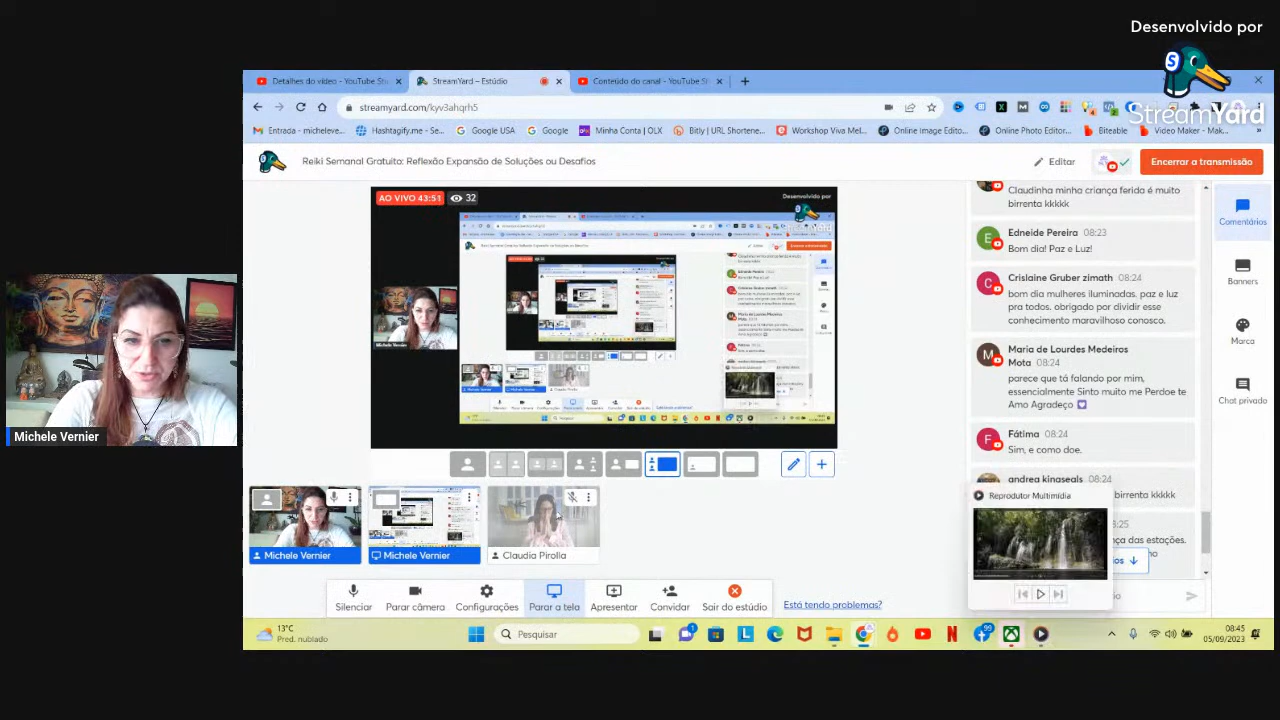 Desenvolvido por
StreamYard
Detalhes do vídeo - YouTube Stu
StreamYard - Estúdio
Conteúdo do canal - YouTube S
streamyard.com/kyv3ahqrh5
Entrada - micheleve...
Hashtagify.me - Se...
Google USA
Google
Minha Conta | OLX
Bitly | URL Shortene...
Workshop Viva Mel...
Online Image Edito...
Online Photo Editor...
Biteable
Video Maker - Mak...
Reiki Semanal Gratuito: Reflexão Expansão de Soluções ou Desafios
Editar
Encerrar a transmissão
AO VIVO 43:51
32
Desenvolvido por
Michele Vernier
Claudinha minha criança ferida é muito
birrenta kkkkk
Edneide Pereira 08:23
Bom dia! Paz e Luz!
Crislaine Gruber zimath 08:24
bom dia mulheres iluminadas, paz e luz
pra todos. obrigado por dividir esse
conhecimento maravilhoso conosco.
Maria de Lourdes Medeiros
Mota 08:24
parece que tá falando por mim,
essencialmente Sinto muito Me Perdoe te
Amo Agradeço
Fátima 08:24
Sim, e como doe.
andrea kingaseals 08:24
birrenta kkkkk
Reprodutor Multimídia
ança das estações.
Comentários
Banners
Marca
Chat privado
Michele Vernier
Michele Vernier
Michele Vernier
Claudia Pirolla
Silenciar
Parar câmera
Configurações
Parar a tela
Apresentar
Convidar
Sair do estúdio
Está tendo problemas?
13°C
Pred. nublado
Pesquisar
99
08:45
05/09/2023